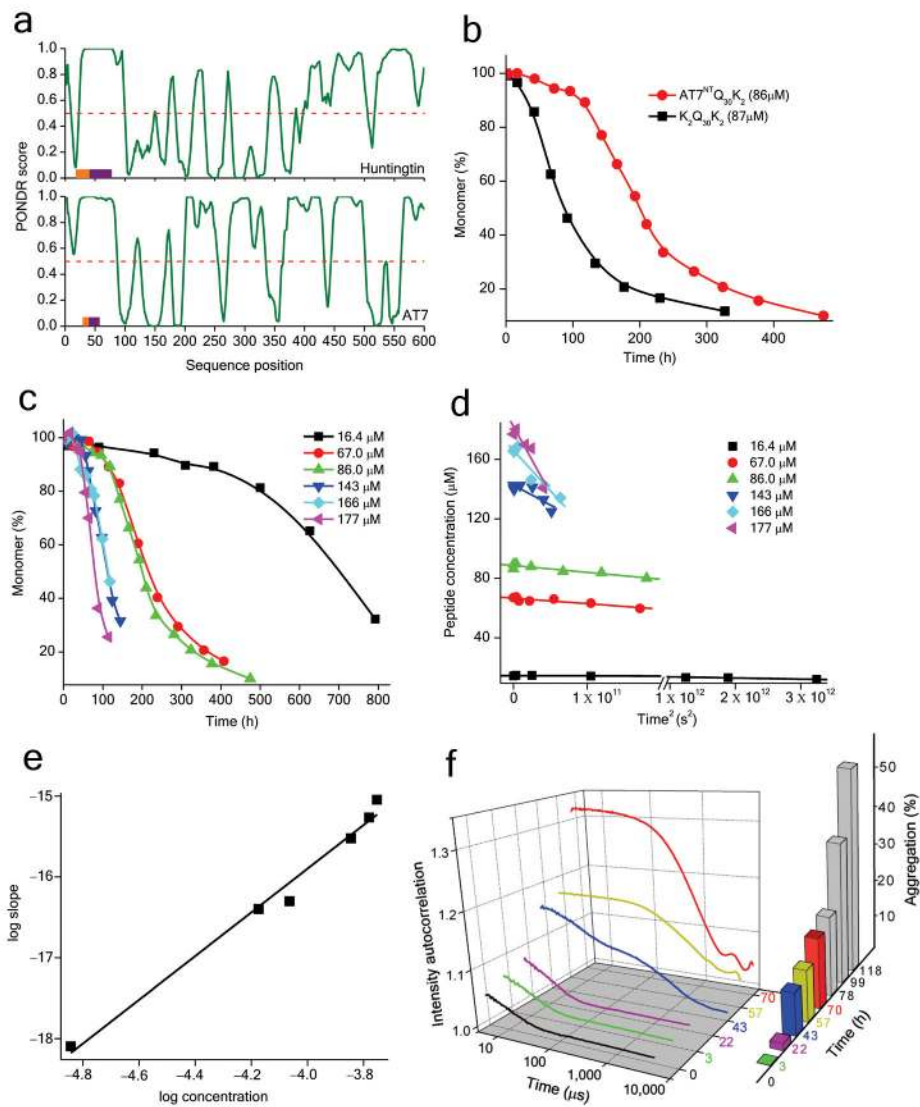 a
PONDR score
1.0
0.8
0.6
0.4
0.2
0.0
Huntingtin
1.0
0.8
0.6
0.4
0.2
0.0
AT7
0 50 100 150 200 250 300 350 400 450 500 550 600
Sequence position
b
Monomer (%)
100
80
60
40
20
AT7ᴺᵀQ₃₀K₂ (86μM)
K₂Q₃₀K₂ (87μM)
0 100 200 300 400
Time (h)
c
Monomer (%)
100
80
60
40
20
16.4 μM
67.0 μM
86.0 μM
143 μM
166 μM
177 μM
0 100 200 300 400 500 600 700 800
Time (h)
d
Peptide concentration (μM)
160
120
80
40
16.4 μM
67.0 μM
86.0 μM
143 μM
166 μM
177 μM
0 1 X 10¹¹ 1 X 10¹² 2 X 10¹² 3 X 10¹²
Time² (s²)
e
log slope
−15
−16
−17
−18
−4.8 −4.6 −4.4 −4.2 −4.0 −3.8
log concentration
f
Intensity autocorrelation
1.3
1.2
1.1
1.0
10 100 1,000 10,000
Time (μs)
0 3 22 43 57 70
Aggregation (%)
50
40
30
20
10
0 3 22 43 57 70 78 99 118
Time (h)